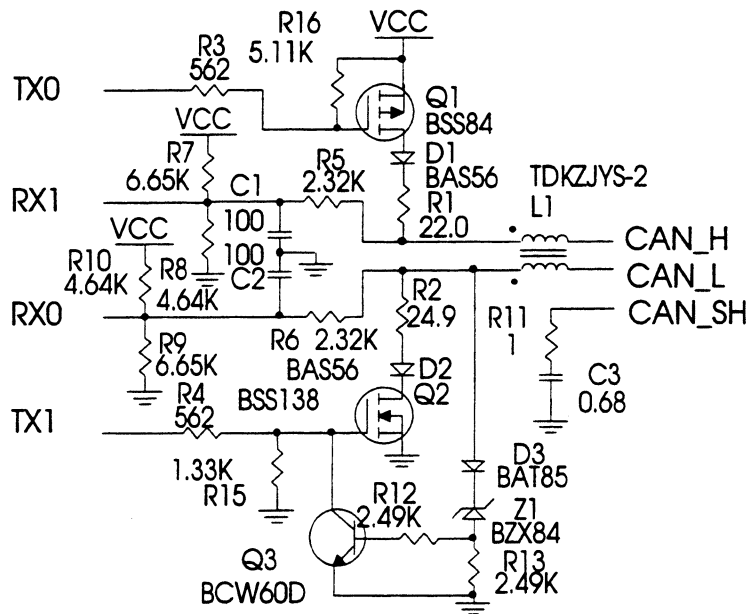 R16
5.11K
VCC
R3
562
TX0
Q1
BSS84
VCC
R7
6.65K
R5
2.32K
D1
BAS56
TDKZJYS-2
L1
RX1
C1
100
R1
22.0
VCC
100
C2
CAN_H
R10
4.64K
R8
4.64K
CAN_L
R2
24.9
R11
1
CAN_SH
RX0
R6
2.32K
R9
6.65K
BAS56
D2
C3
0.68
R4
562
BSS138
Q2
TX1
D3
BAT85
1.33K
R15
R12
2.49K
Z1
BZX84
Q3
BCW60D
R13
2.49K